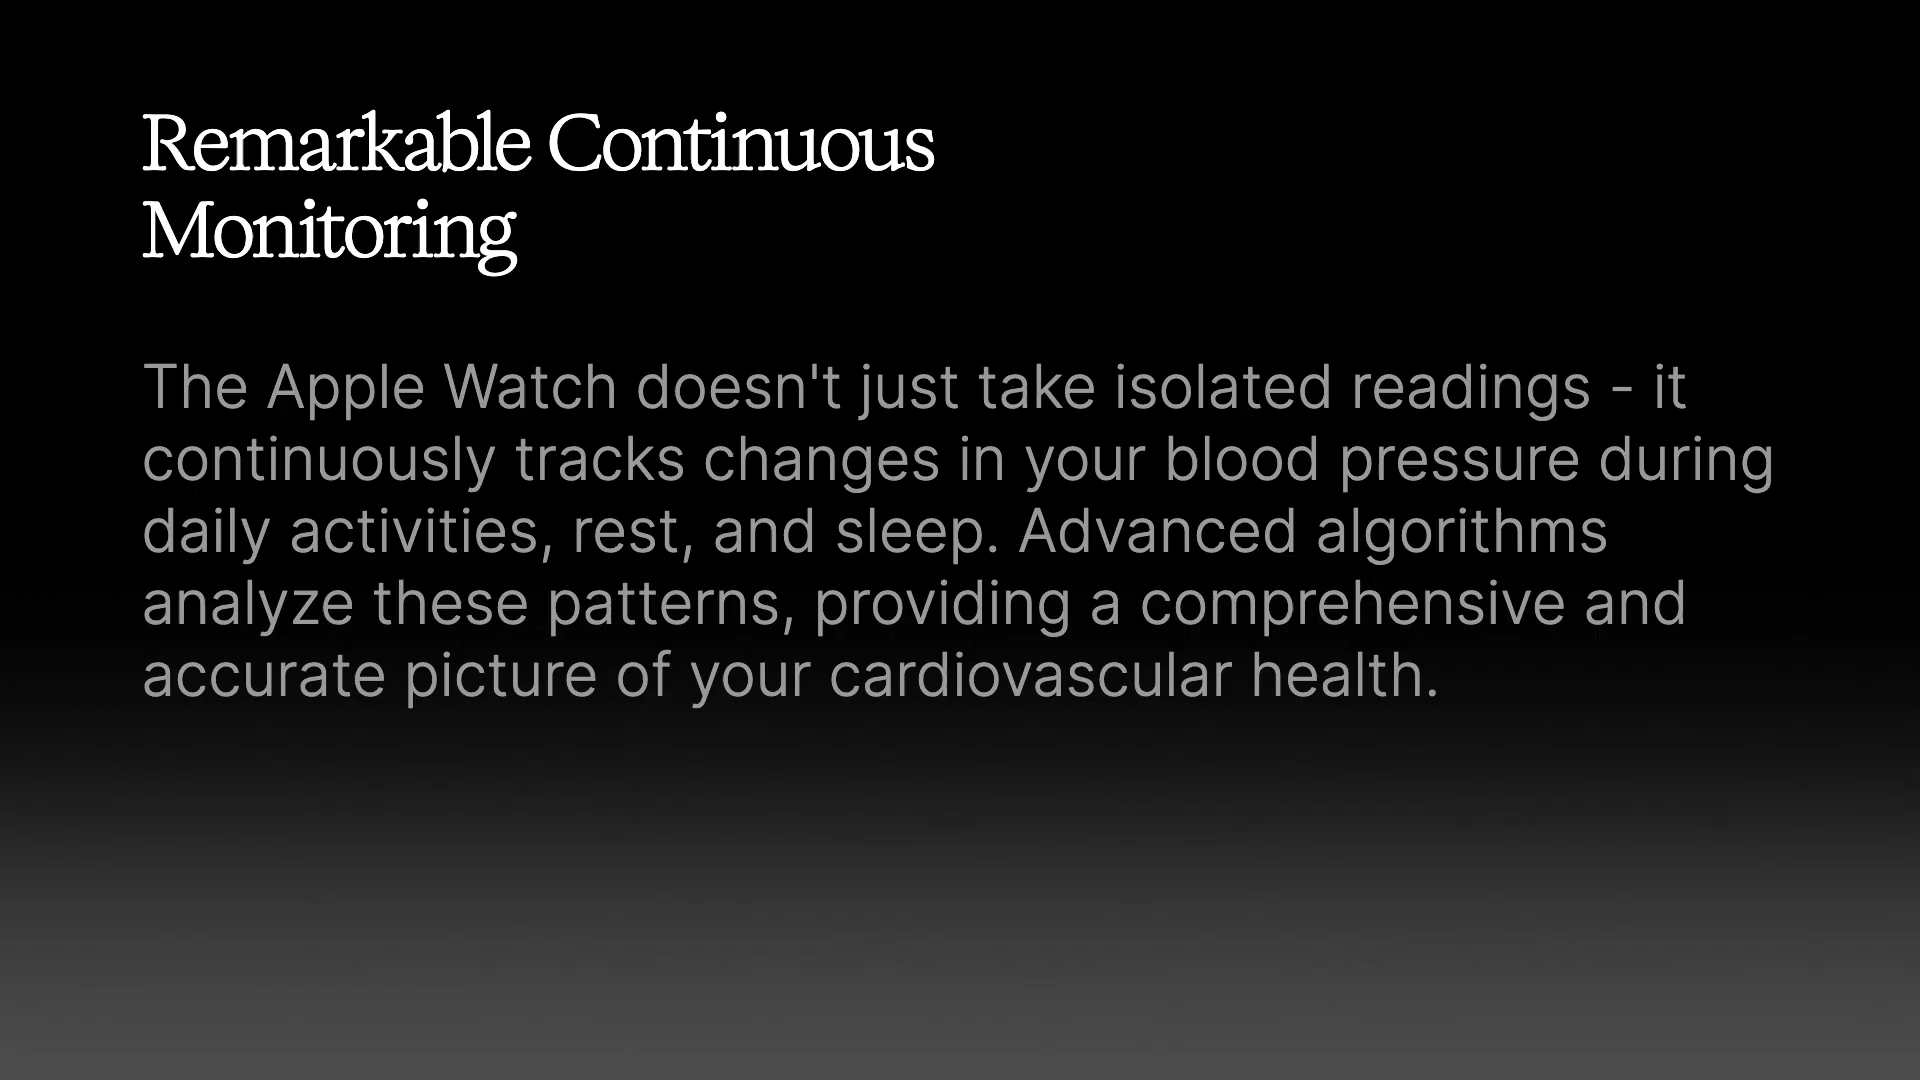 Remarkable Continuous
Monitoring
The Apple Watch doesn't just take isolated readings - it
continuously tracks changes in your blood pressure during
daily activities, rest, and sleep. Advanced algorithms
analyze these patterns, providing a comprehensive and
accurate picture of your cardiovascular health.